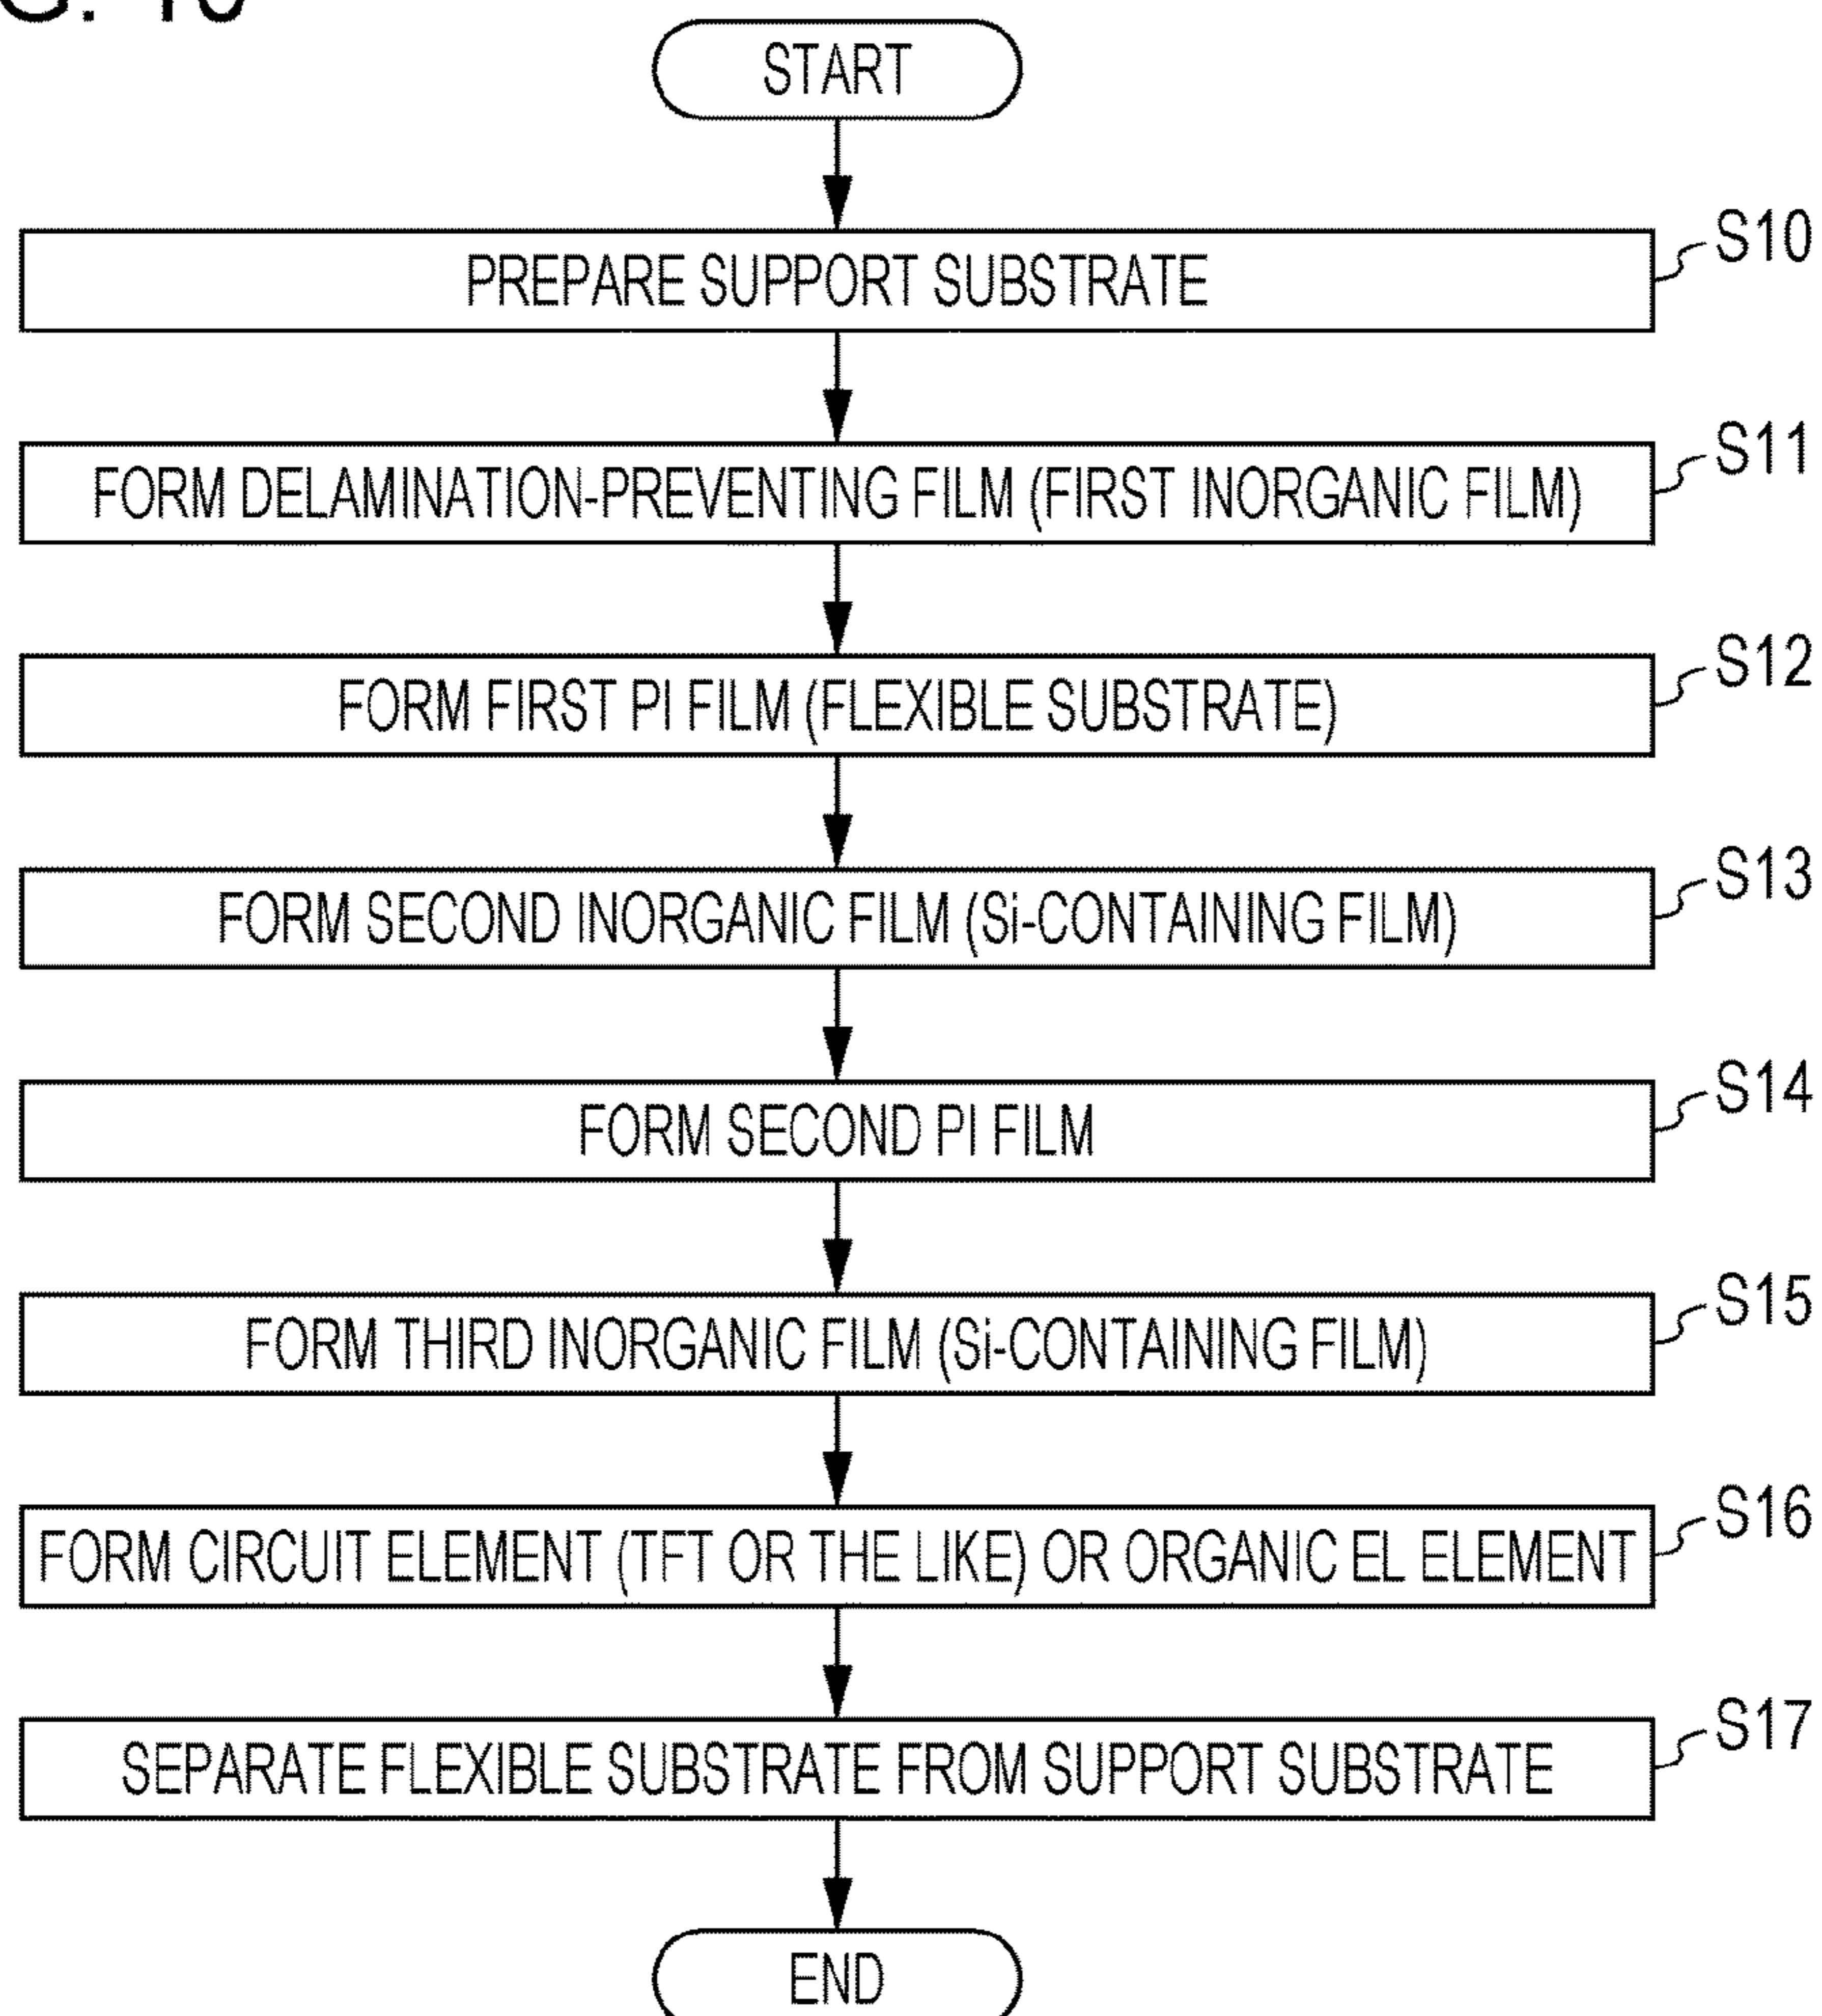 G. 10
START
PREPARE SUPPORT SUBSTRATE
S10
FORM DELAMINATION-PREVENTING FILM (FIRST INORGANIC FILM)
S11
FORM FIRST PI FILM (FLEXIBLE SUBSTRATE)
S12
FORM SECOND INORGANIC FILM (Si-CONTAINING FILM)
S13
FORM SECOND PI FILM
S14
FORM THIRD INORGANIC FILM (Si-CONTAINING FILM)
S15
FORM CIRCUIT ELEMENT (TFT OR THE LIKE) OR ORGANIC EL ELEMENT
S16
SEPARATE FLEXIBLE SUBSTRATE FROM SUPPORT SUBSTRATE
S17
END